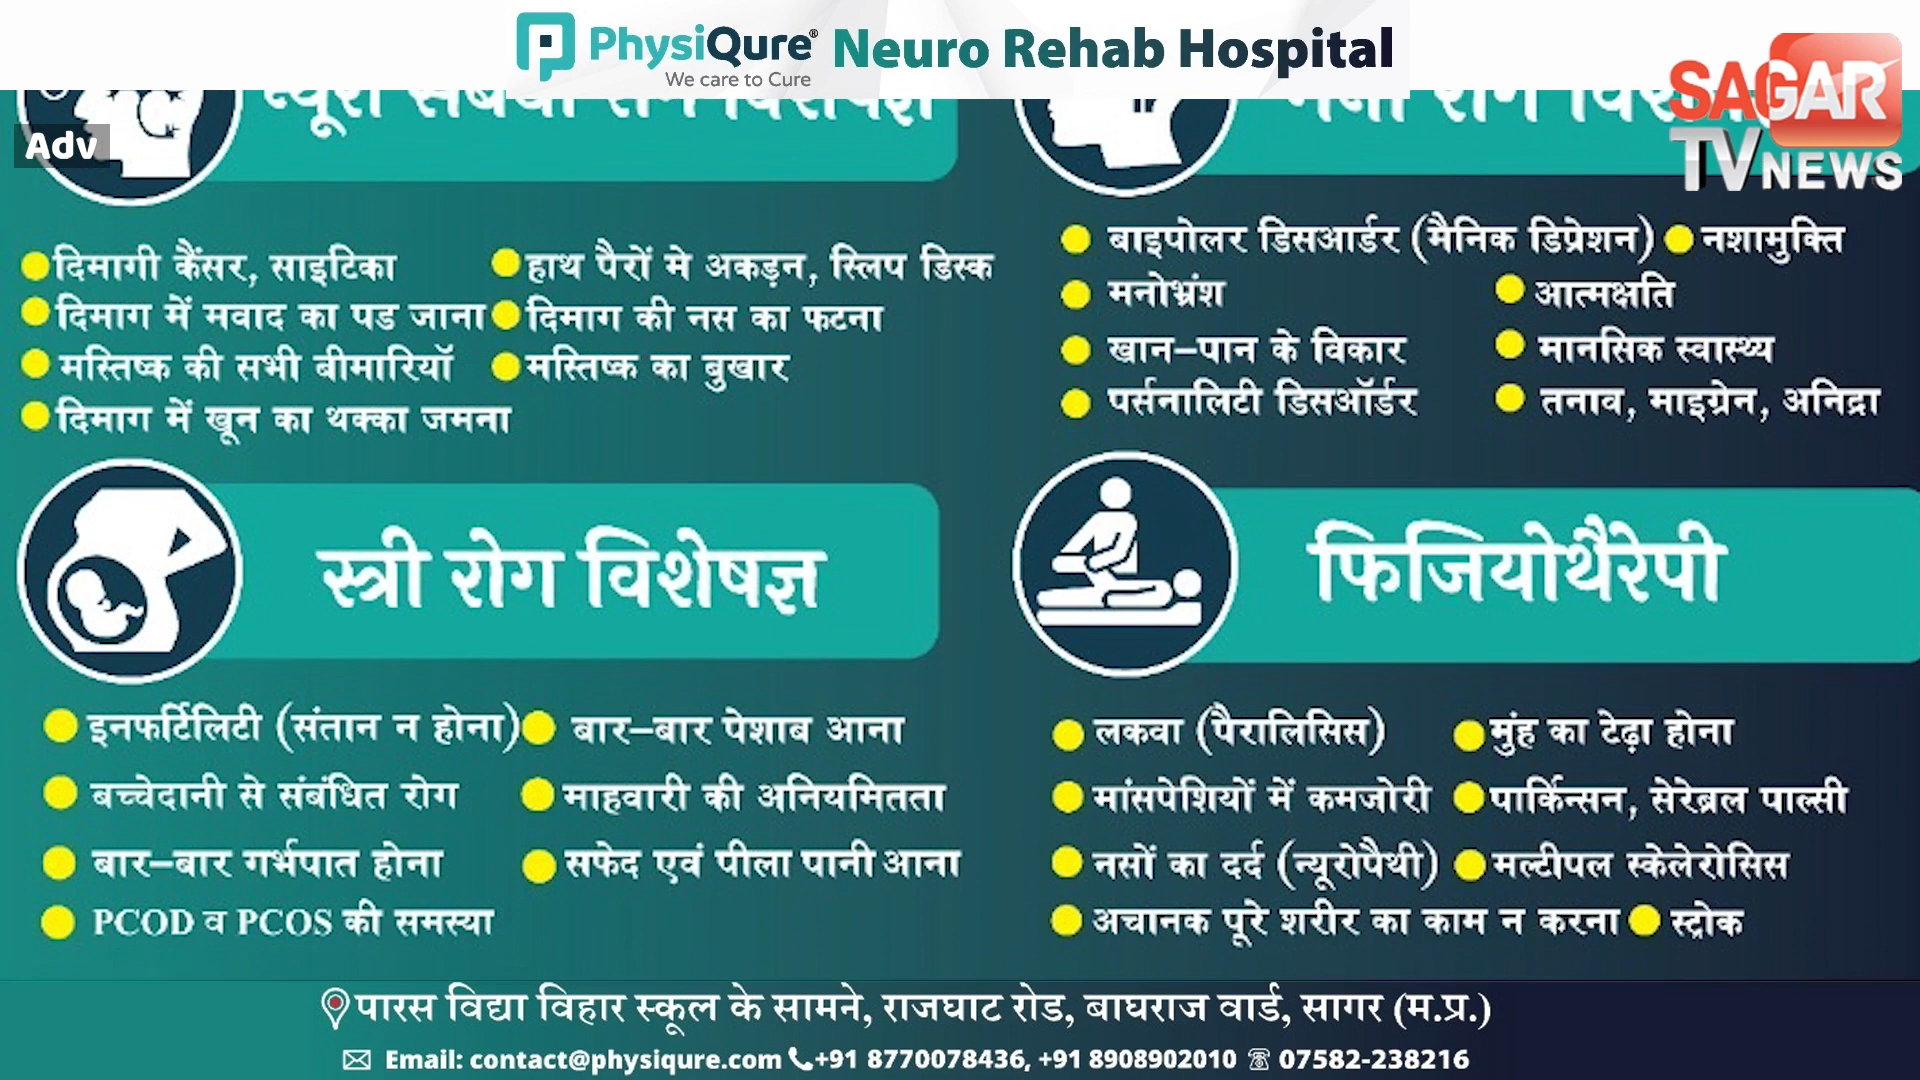 PhysiQure® Neuro Rehab Hospital
We care to Cure
SAGAR
TV NEWS
Adv
दिमागी कैंसर, साइटिका
हाथ पैरों मे अकड़न, स्लिप डिस्क
दिमाग में मवाद का पड जाना
दिमाग की नस का फटना
मस्तिष्क की सभी बीमारियॉ
मस्तिष्क का बुखार
दिमाग में खून का थक्का जमना
बाइपोलर डिसआर्डर (मैनिक डिप्रेशन)
नशामुक्ति
मनोभ्रंश
आत्मक्षति
खान–पान के विकार
मानसिक स्वास्थ्य
पर्सनालिटी डिसऑर्डर
तनाव, माइग्रेन, अनिद्रा
स्त्री रोग विशेषज्ञ
इनफर्टिलिटी (संतान न होना)
बार–बार पेशाब आना
बच्चेदानी से संबंधित रोग
माहवारी की अनियमितता
बार–बार गर्भपात होना
सफेद एवं पीला पानी आना
PCOD व PCOS की समस्या
फिजियोथैरेपी
लकवा (पैरालिसिस)
मुंह का टेढ़ा होना
मांसपेशियों में कमजोरी
पार्किन्सन, सेरेब्रल पाल्सी
नसों का दर्द (न्यूरोपैथी)
मल्टीपल स्केलेरोसिस
अचानक पूरे शरीर का काम न करना
स्ट्रोक
पारस विद्या विहार स्कूल के सामने, राजघाट रोड, बाघराज वार्ड, सागर (म.प्र.)
Email: contact@physiqure.com +91 8770078436, +91 8908902010 07582-238216